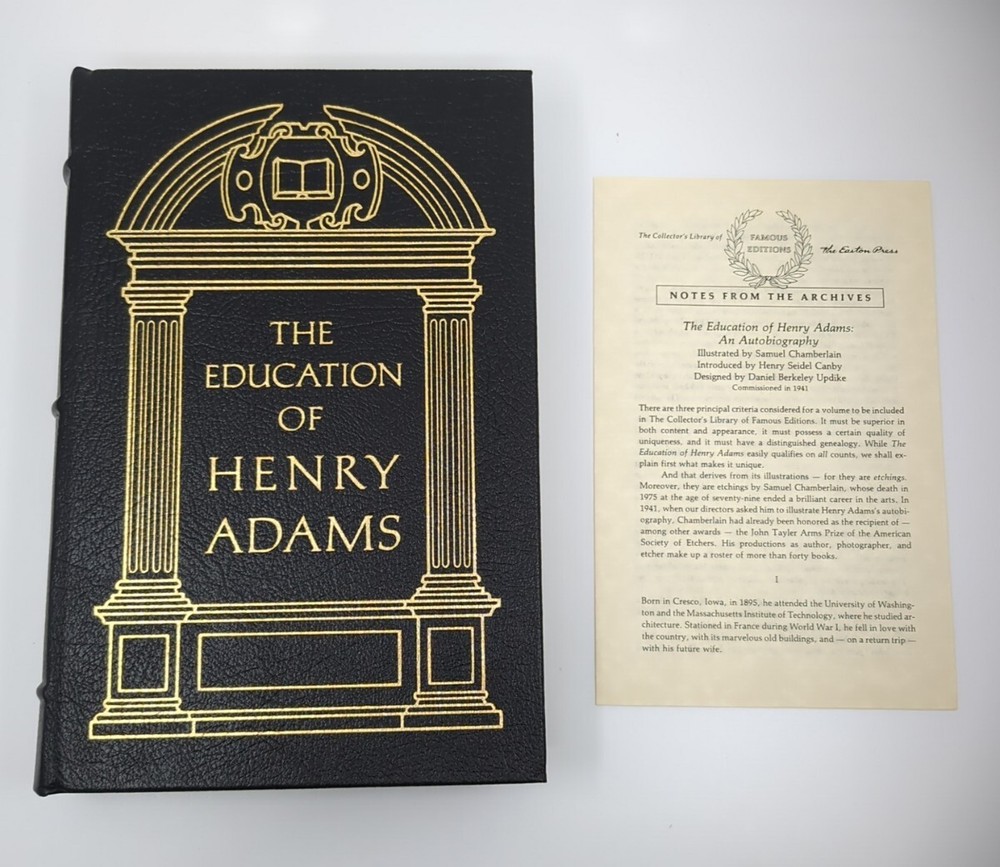 THE
EDUCATION
OF
HENRY
ADAMS
The Collector's Library of
FAMOUS
EDITIONS
The Easton Press
NOTES FROM THE ARCHIVES
The Education of Henry Adams:
An Autobiography
Illustrated by Samuel Chamberlain
Introduced by Henry Seidel Canby
Designed by Daniel Berkeley Updike
Commissioned in 1941
There are three principal criteria considered for a volume to be included
in The Collector's Library of Famous Editions. It must be superior in
both content and appearance, it must possess a certain quality of
uniqueness, and it must have a distinguished genealogy. While The
Education of Henry Adams easily qualifies on all counts, we shall ex-
plain first what makes it unique.
And that derives from its illustrations — for they are etchings.
Moreover, they are etchings by Samuel Chamberlain, whose death in
1975 at the age of seventy-nine ended a brilliant career in the arts. In
1941, when our directors asked him to illustrate Henry Adams's autobi-
ography, Chamberlain had already been honored as the recipient of —
among other awards — the John Tayler Arms Prize of the American
Society of Etchers. His productions as author, photographer, and
etcher make up a roster of more than forty books.
1
Born in Cresco, Iowa, in 1895, he attended the University of Washing-
ton and the Massachusetts Institute of Technology, where he studied ar-
chitecture. Stationed in France during World War I, he fell in love with
the country, with its marvelous old buildings, and — on a return trip —
with his future wife.